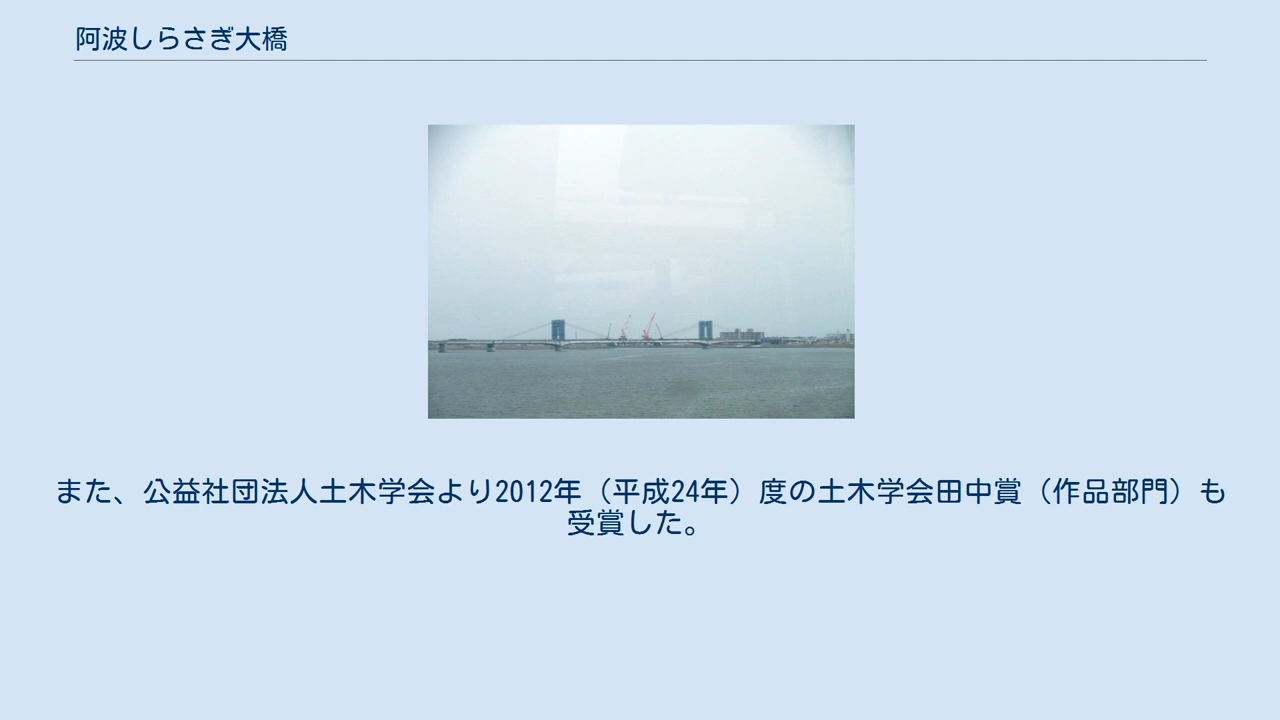 阿波しらさぎ大橋
また、公益社団法人土木学会より2012年（平成24年）度の土木学会田中賞（作品部門）も
受賞した。